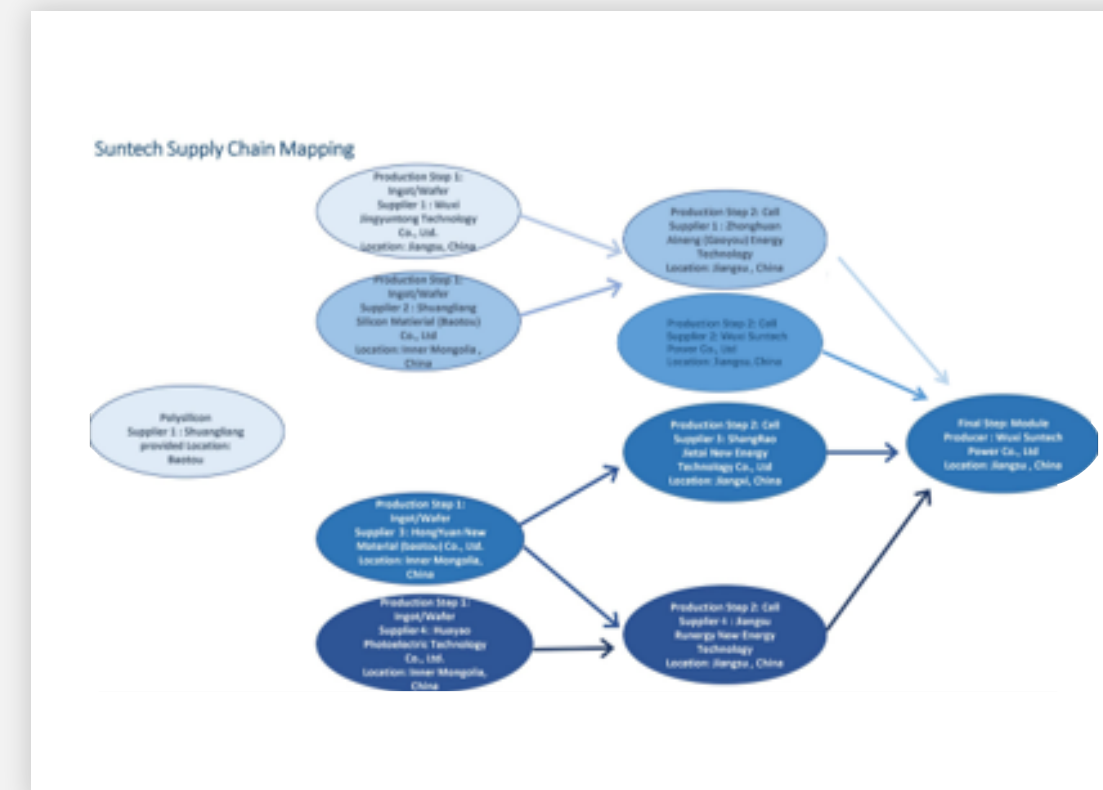 Suntech Supply Chain Mapping
Production Step 1:
Ingot/Wafer
Supplier 1 : Wuxi
Jingyuntong Technology
Co., Ltd.
Location: Jiangsu, China
Production Step 1:
Ingot/Wafer
Supplier 2 : Shuangliang
Silicon Matierial (Baotou)
Co., Ltd
Location: Inner Mongolia ,
China
Polysilicon
Supplier 1 : Shuangliang
provided Location:
Baotou
Production Step 1:
Ingot/Wafer
Supplier 3: HongYuan New
Material (baotou) Co., Ltd.
Location: Inner Mongolia,
China
Production Step 1:
Ingot/Wafer
Supplier 4: Huayao
Photoelectric Technology
Co., Ltd.
Location: Inner Mongolia,
China
Production Step 2: Cell
Supplier 1 : Zhonghuan
Aineng (Gaoyou) Energy
Technology
Location: Jiangsu , China
Production Step 2: Cell
Supplier 2: Wuxi Suntech
Power Co., Ltd
Location: Jiangsu, China
Production Step 2: Cell
Supplier 3: ShangRao
Jietai New Energy
Technology Co., Ltd
Location: Jiangxi, China
Production Step 2: Cell
Supplier 4 : Jiangsu
Runergy New Energy
Technology
Location: Jiangsu , China
Final Step: Module
Producer : Wuxi Suntech
Power Co., Ltd
Location: Jiangsu , China